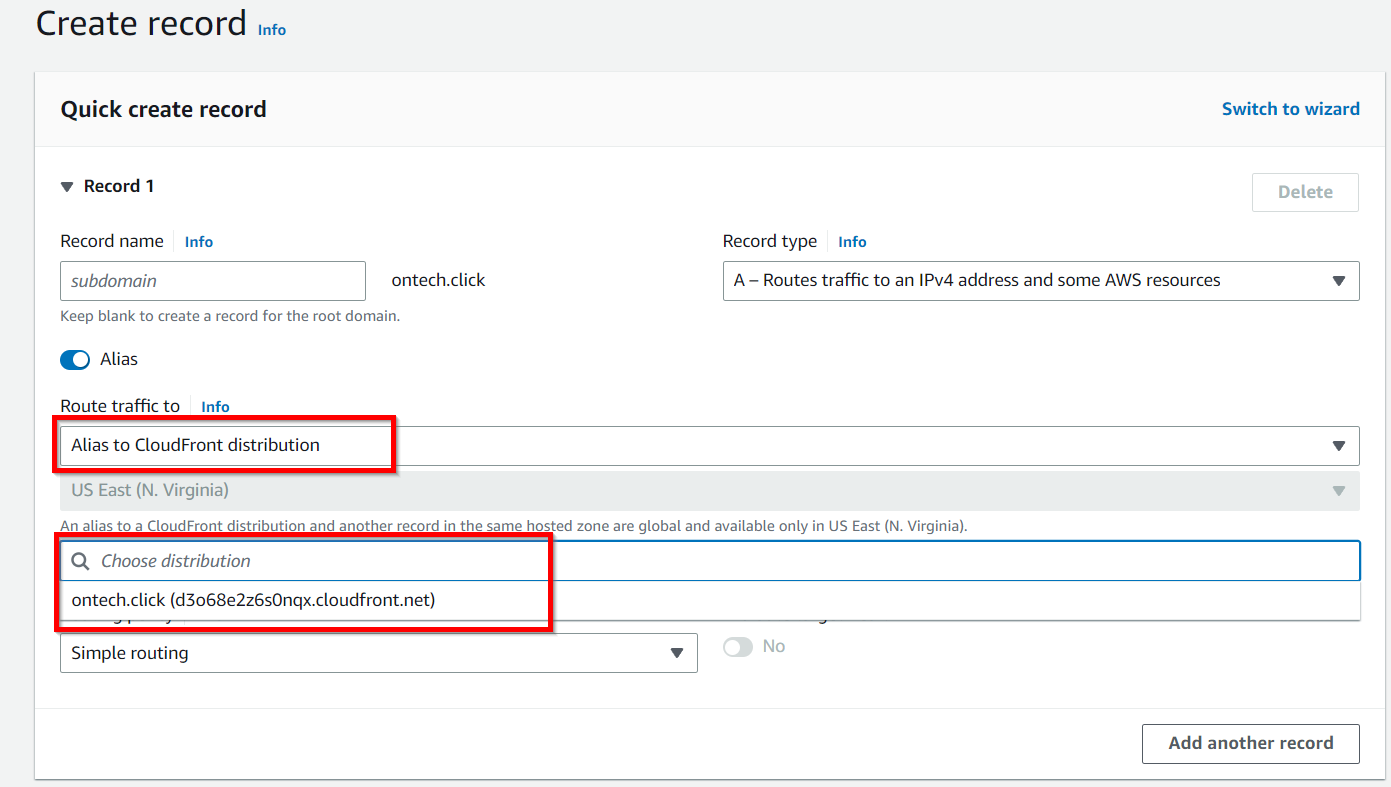 Create record Info
Quick create record
Switch to wizard
Record 1
Delete
Record name Info
Record type Info
subdomain
ontech.click
A – Routes traffic to an IPv4 address and some AWS resources
Keep blank to create a record for the root domain.
Alias
Route traffic to Info
Alias to CloudFront distribution
US East (N. Virginia)
An alias to a CloudFront distribution and another record in the same hosted zone are global and available only in US East (N. Virginia).
Choose distribution
ontech.click (d3o68e2z6s0nqx.cloudfront.net)
Simple routing
No
Add another record